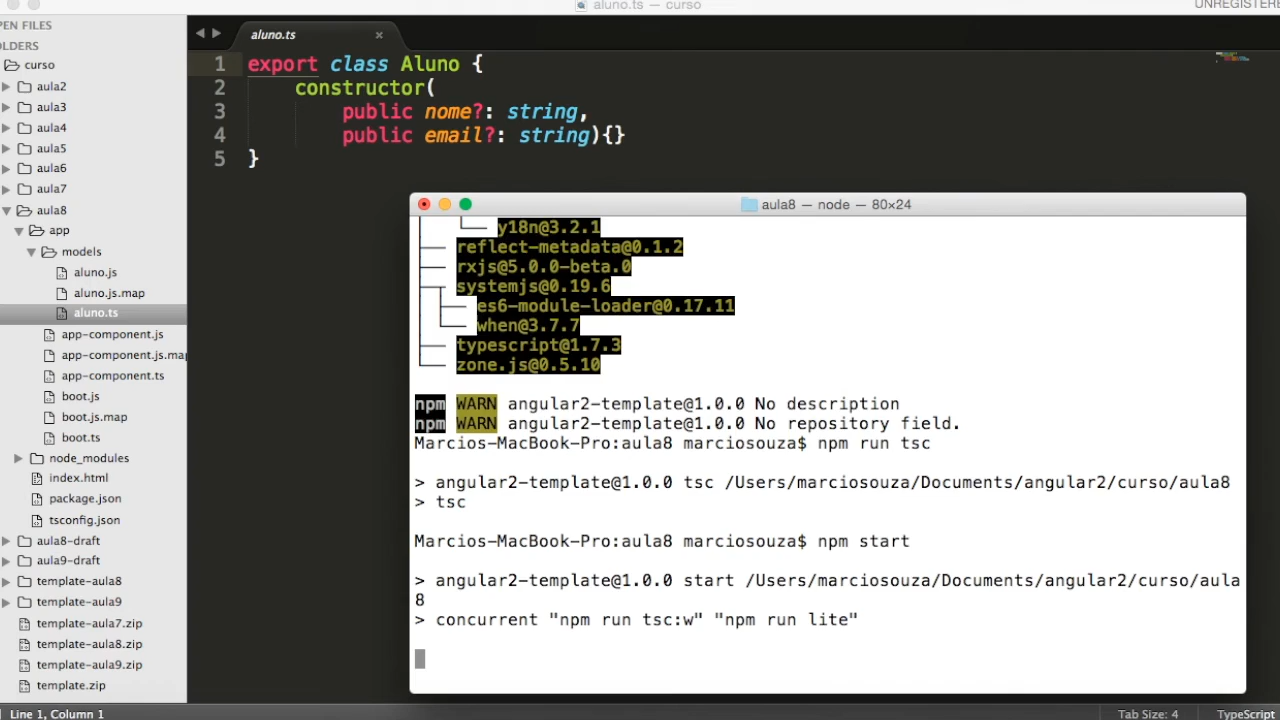 aluno.ts — curso
UNREGISTERE
PEN FILES
OLDERS
curso
aula2
aula3
aula4
aula5
aula6
aula7
aula8
app
models
aluno.js
aluno.js.map
aluno.ts
app-component.js
app-component.js.map
app-component.ts
boot.js
boot.js.map
boot.ts
node_modules
index.html
package.json
tsconfig.json
aula8-draft
aula9-draft
template-aula8
template-aula9
template-aula7.zip
template-aula8.zip
template-aula9.zip
template.zip
aluno.ts ×
1 export class Aluno {
2 constructor(
3 public nome?: string,
4 public email?: string){}
5 }
aula8 — node — 80×24
│ └── y18n@3.2.1
├── reflect-metadata@0.1.2
├── rxjs@5.0.0-beta.0
├─┬ systemjs@0.19.6
│ ├── es6-module-loader@0.17.11
│ └── when@3.7.7
├── typescript@1.7.3
└── zone.js@0.5.10
npm WARN angular2-template@1.0.0 No description
npm WARN angular2-template@1.0.0 No repository field.
Marcios-MacBook-Pro:aula8 marciosouza$ npm run tsc
> angular2-template@1.0.0 tsc /Users/marciosouza/Documents/angular2/curso/aula8
> tsc
Marcios-MacBook-Pro:aula8 marciosouza$ npm start
> angular2-template@1.0.0 start /Users/marciosouza/Documents/angular2/curso/aula
8
> concurrent "npm run tsc:w" "npm run lite"
Line 1, Column 1
Tab Size: 4
TypeScript